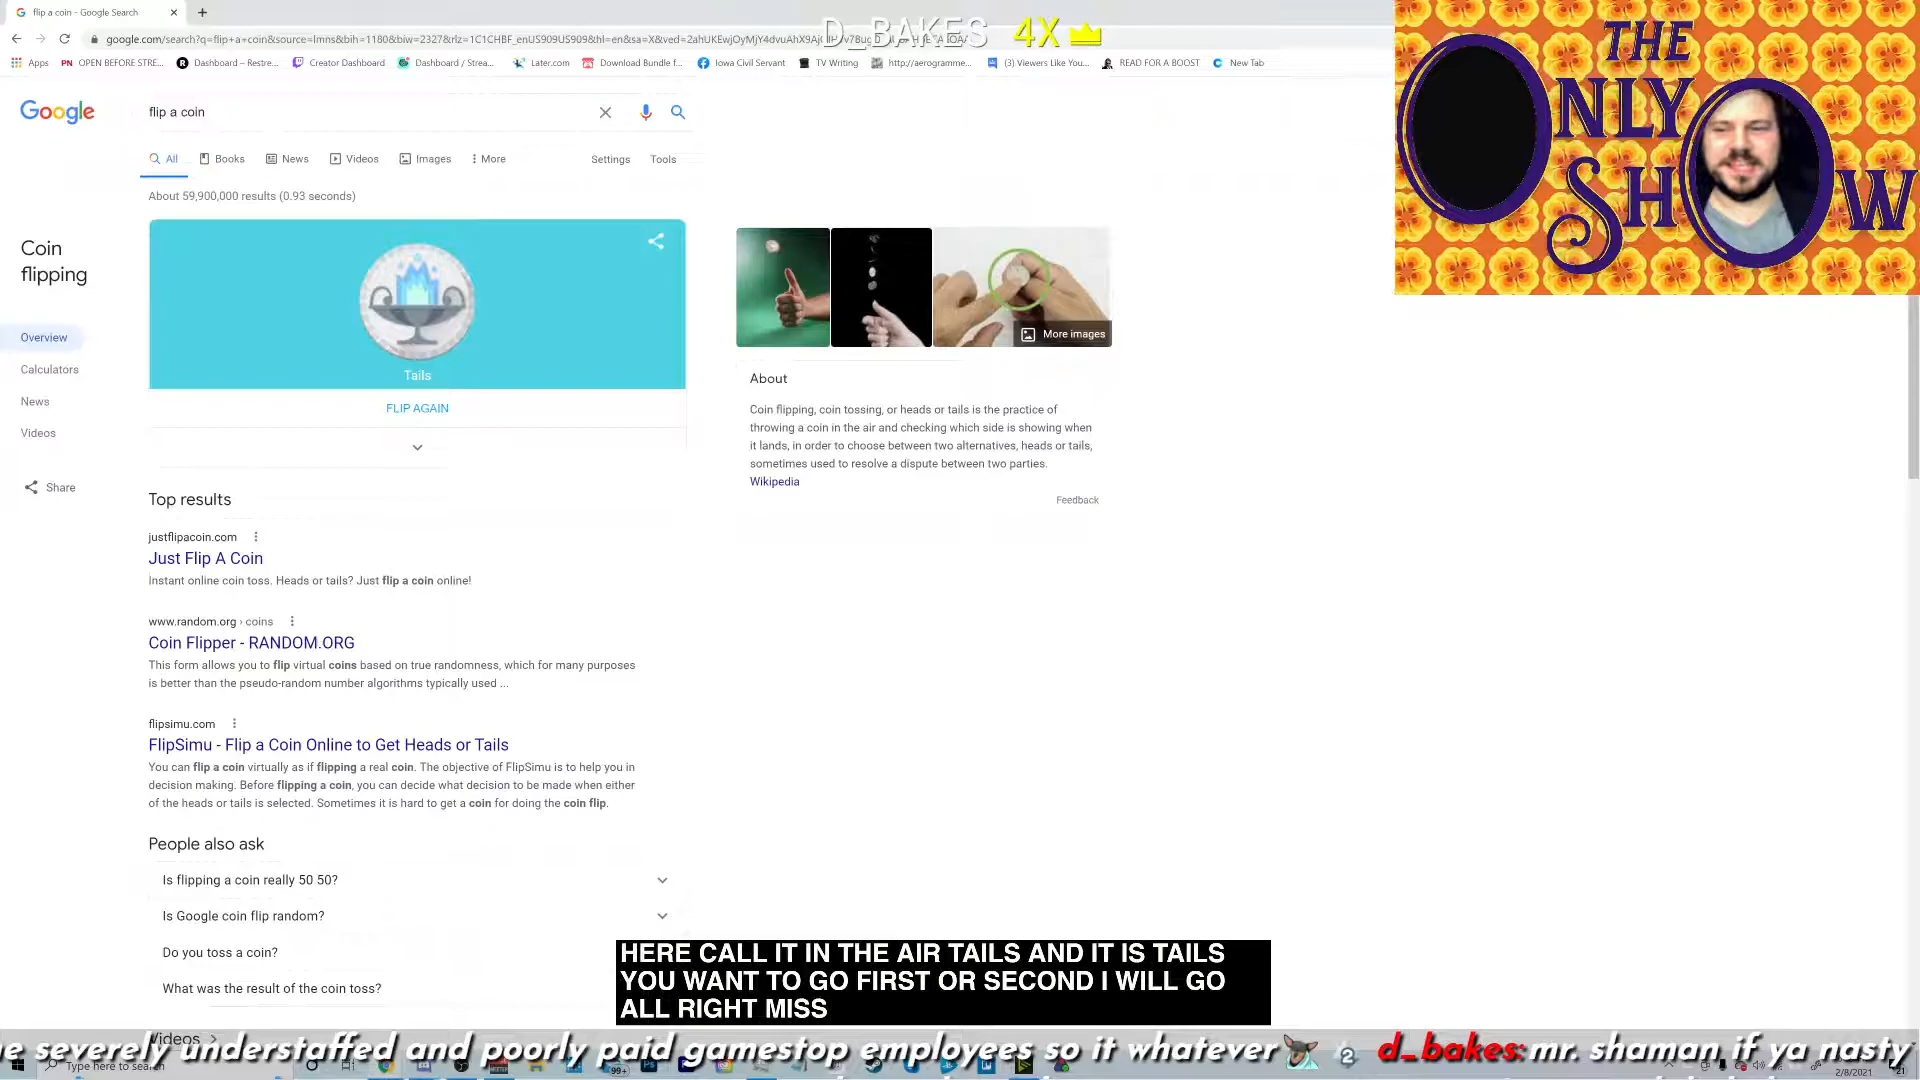 flip a coin - Google Search
D_BAKES 4X
Apps
OPEN BEFORE STRE...
Dashboard – Restre...
Creator Dashboard
Dashboard / Strea...
Later.com
Download Bundle f...
Iowa Civil Servant
TV Writing
http://aerogramme...
(3) Viewers Like You...
READ FOR A BOOST
New Tab
THE
ONLY
SHOW
Google
flip a coin
All
Books
News
Videos
Images
More
Settings
Tools
About 59,900,000 results (0.93 seconds)
Coin
flipping
Overview
Calculators
News
Videos
Share
Tails
FLIP AGAIN
More images
About
Coin flipping, coin tossing, or heads or tails is the practice of
throwing a coin in the air and checking which side is showing when
it lands, in order to choose between two alternatives, heads or tails,
sometimes used to resolve a dispute between two parties.
Wikipedia
Feedback
Top results
justflipacoin.com
Just Flip A Coin
Instant online coin toss. Heads or tails? Just flip a coin online!
www.random.org › coins
Coin Flipper - RANDOM.ORG
This form allows you to flip virtual coins based on true randomness, which for many purposes
is better than the pseudo-random number algorithms typically used ...
flipsimu.com
FlipSimu - Flip a Coin Online to Get Heads or Tails
You can flip a coin virtually as if flipping a real coin. The objective of FlipSimu is to help you in
decision making. Before flipping a coin, you can decide what decision to be made when either
of the heads or tails is selected. Sometimes it is hard to get a coin for doing the coin flip.
People also ask
Is flipping a coin really 50 50?
Is Google coin flip random?
Do you toss a coin?
What was the result of the coin toss?
Videos
HERE CALL IT IN THE AIR TAILS AND IT IS TAILS
YOU WANT TO GO FIRST OR SECOND I WILL GO
ALL RIGHT MISS
severely understaffed and poorly paid gamestop employees so it whatever 2 d_bakes: mr. shaman if ya nasty
Type here to search
99+
2/8/2021
21